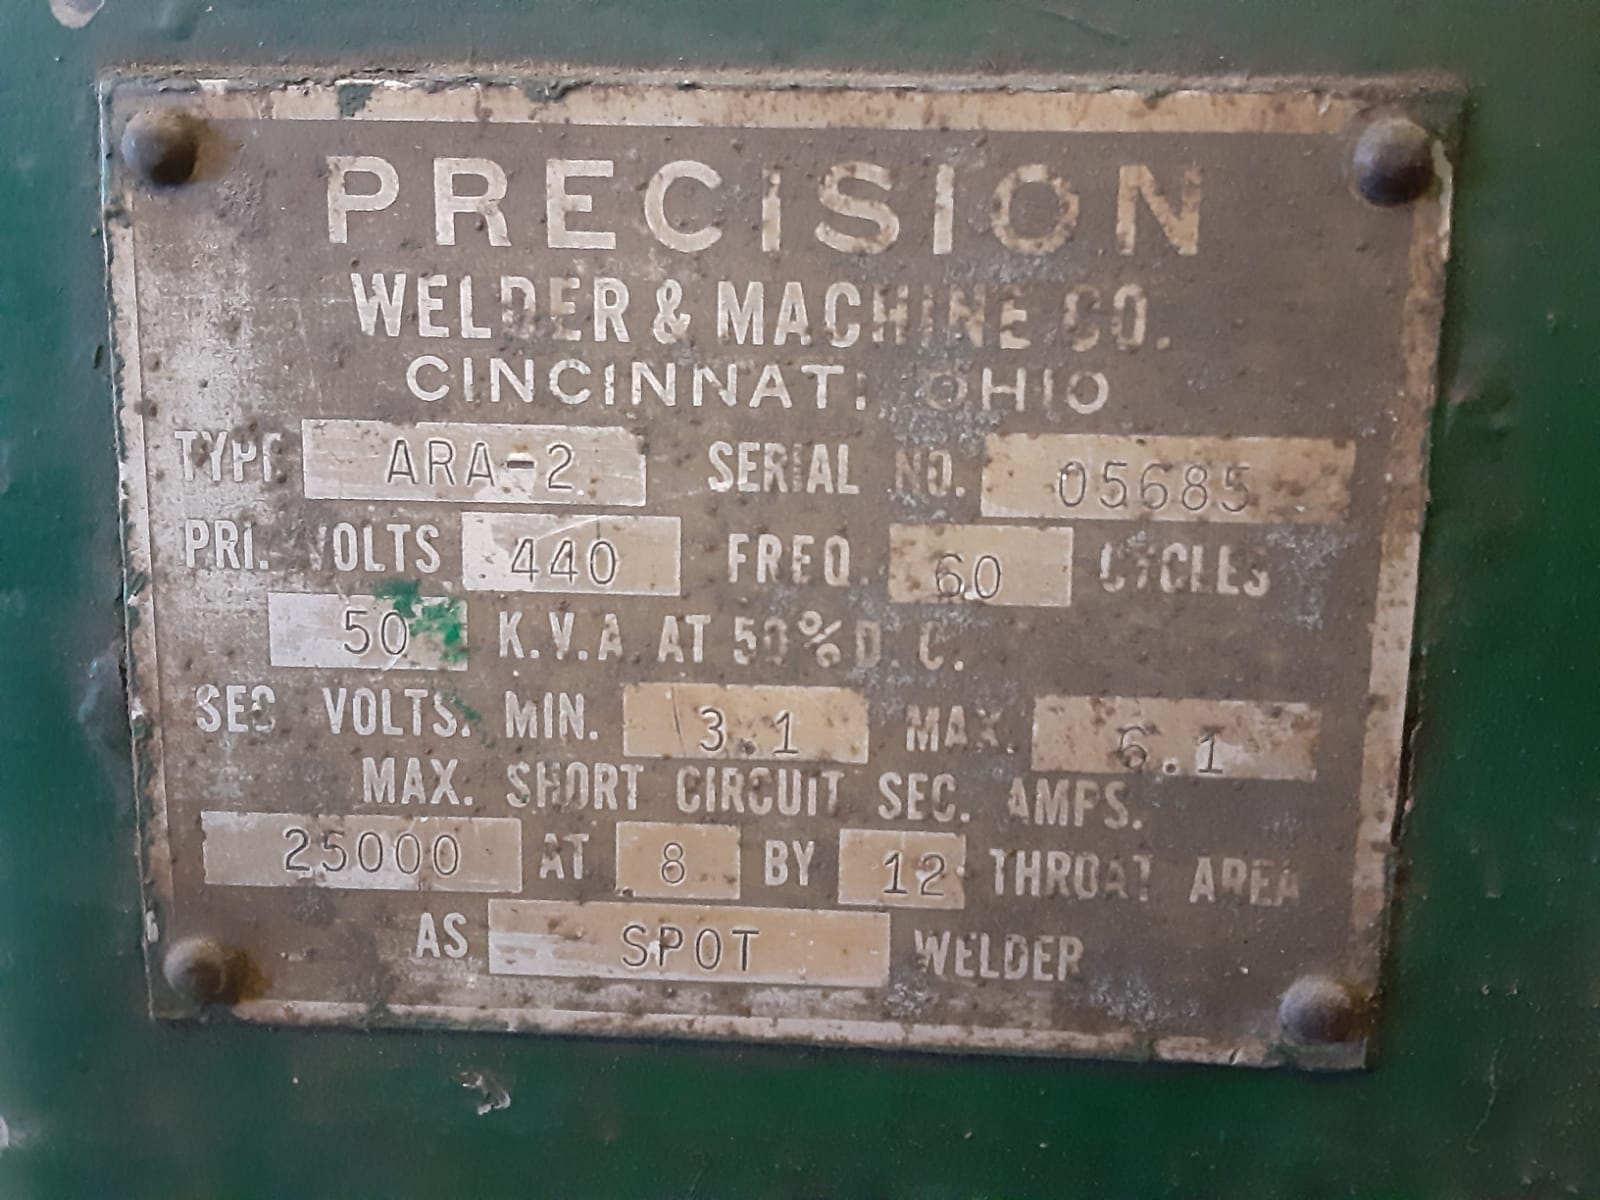 PRECISION
WELDER & MACHINE CO.
CINCINNATI, OHIO
TYPE ARA-2 SERIAL NO. 05685
PRI. VOLTS 440 FREQ. 60 CYCLES
50 K.V.A. AT 50% D.C.
SEC. VOLTS. MIN. 3.1 MAX. 6.1
MAX. SHORT CIRCUIT SEC. AMPS.
25000 AT 8 BY 12 THROAT AREA
AS SPOT WELDER